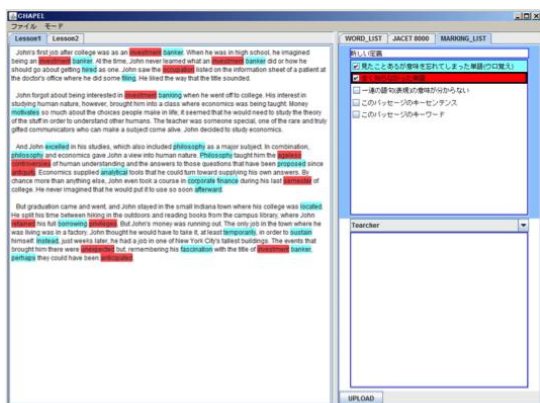 CHAPEL
ファイル モード
Lesson1 Lesson2
John's first job after college was as an investment banker. When he was in high school, he imagined
being an investment banker. At the time, John never learned what an investment banker did or how he
should go about getting hired as one. John saw the occupation listed on the information sheet of a patient at
the doctor's office where he did some filing. He liked the way that the title sounded.
John forgot about being interested in investment banking when he went off to college. His interest in
studying human nature, however, brought him into a class where economics was being taught. Money
motivates so much about the choices people make in life, it seemed that he would need to study the theory
of the stuff in order to understand other humans. The teacher was someone special, one of the rare and truly
gifted communicators who can make a subject come alive. John decided to study economics.
And John excelled in his studies, which also included philosophy as a major subject. In combination,
philosophy and economics gave John a view into human nature. Philosophy taught him the ageless
controversies of human understanding and the answers to those questions that have been proposed since
antiquity. Economics supplied analytical tools that he could turn toward supplying his own answers. By
chance more than anything else, John even took a course in corporate finance during his last semester of
college. He never imagined that he would put it to use so soon afterward.
But graduation came and went, and John stayed in the small Indiana town where his college was located.
He split his time between hiking in the outdoors and reading books from the campus library, where John
retained his full borrowing privileges. But John's money was running out. The only job in the town where he
was living was in a factory. John thought he would have to take it, at least temporarily, in order to sustain
himself. Instead, just weeks later, he had a job in one of New York City's tallest buildings. The events that
brought him there were unexpected but, remembering his fascination with the title of investment banker,
perhaps they could have been anticipated.
WORD_LIST JACET 8000 MARKING_LIST
新しい定義
見たことあるが意味を忘れてしまった単語(ウロ覚え)
全く知らなかった単語
一連の語句(表現)の意味が分からない
このパッセージのキーセンテンス
このパッセージのキーワード
Tearcher
UPLOAD